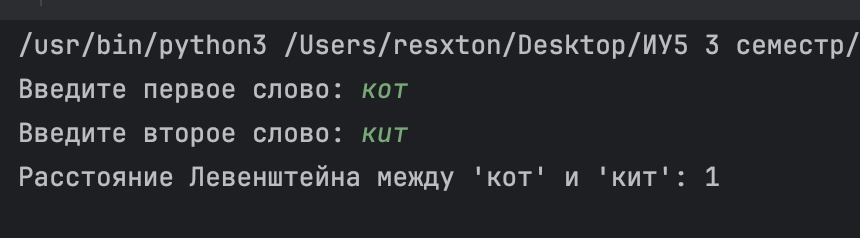 /usr/bin/python3 /Users/resxton/Desktop/ИУ5 3 семестр/
Введите первое слово: кот
Введите второе слово: кит
Расстояние Левенштейна между 'кот' и 'кит': 1